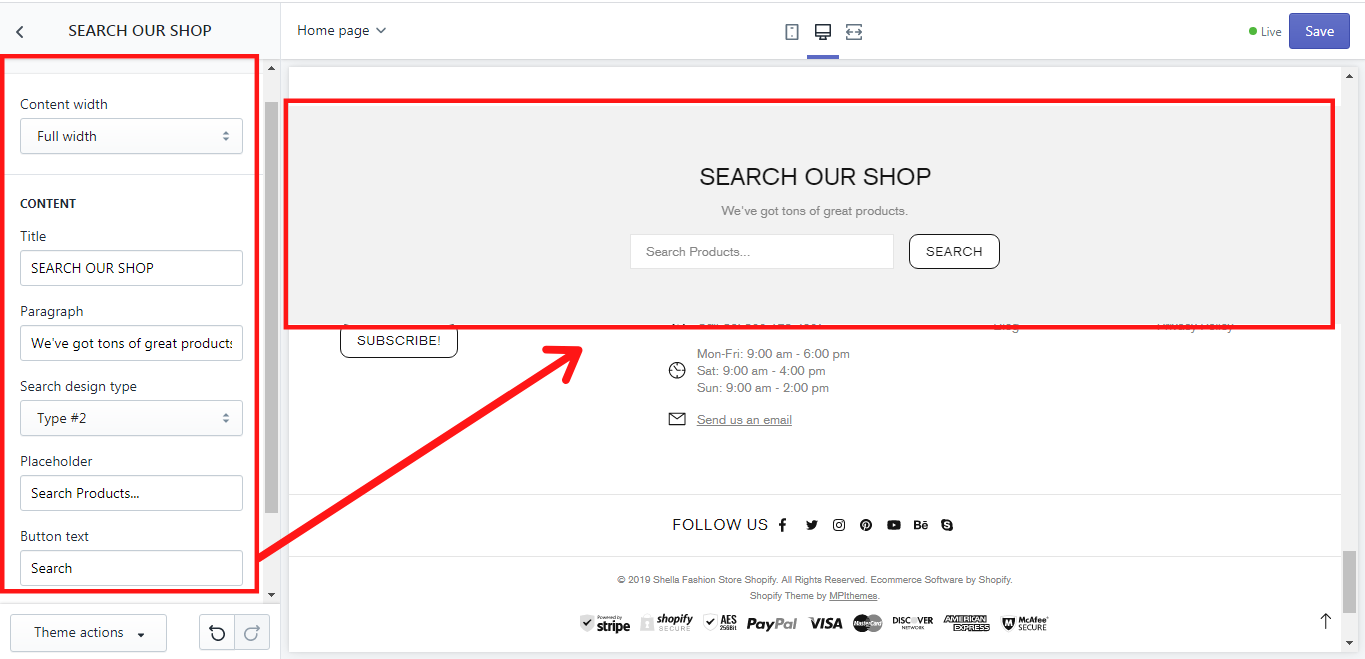 SEARCH OUR SHOP
Home page
Live
Save
Content width
Full width
CONTENT
Title
SEARCH OUR SHOP
Paragraph
We've got tons of great products
Search design type
Type #2
Placeholder
Search Products...
Button text
Search
Theme actions
SEARCH OUR SHOP
We've got tons of great products.
Search Products...
SEARCH
SUBSCRIBE!
Blog
Privacy Policy
Mon-Fri: 9:00 am - 6:00 pm
Sat: 9:00 am - 4:00 pm
Sun: 9:00 am - 2:00 pm
Send us an email
FOLLOW US
Bē
© 2019 Shella Fashion Store Shopify. All Rights Reserved. Ecommerce Software by Shopify.
Shopify Theme by MPIthemes.
Powered by stripe
shopify SECURE
AES 256Bit
PayPal
VISA
MasterCard
DISCOVER NETWORK
AMERICAN EXPRESS
McAfee SECURE